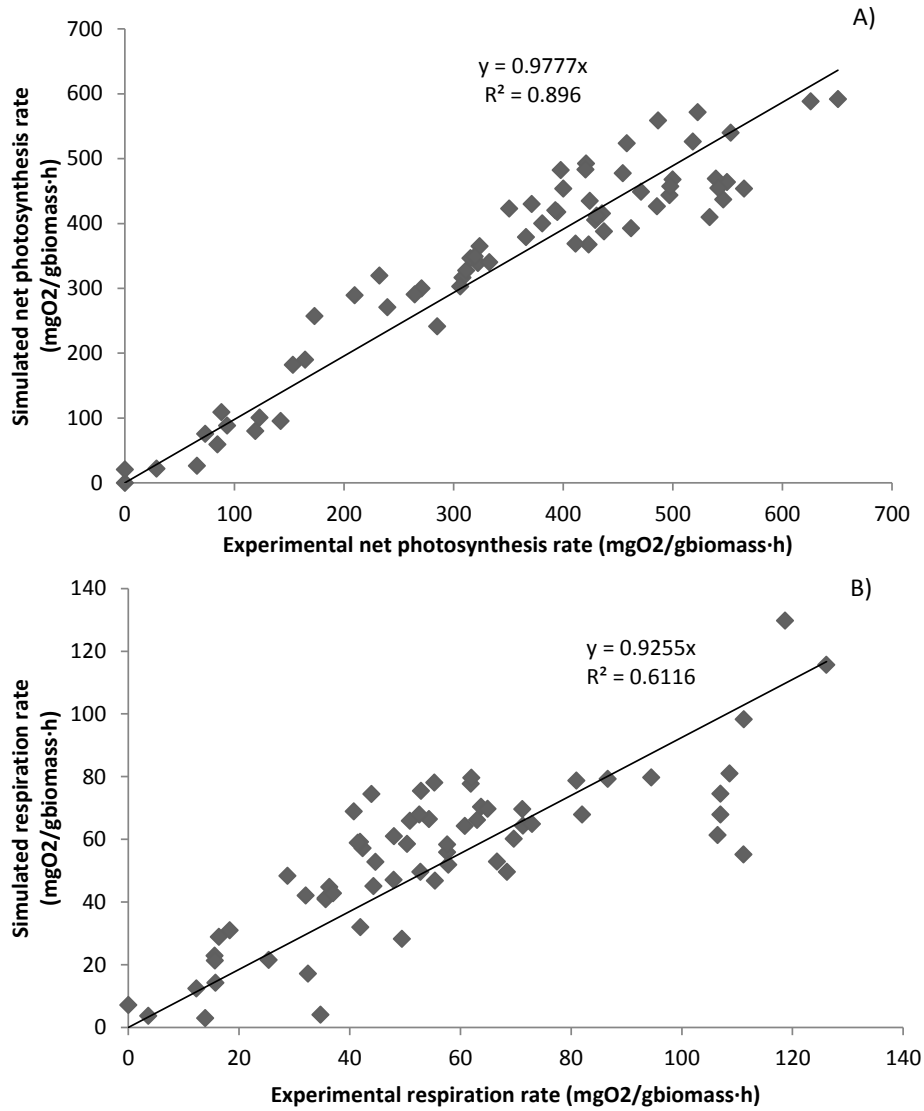 A)
700
600
500
400
300
200
100
0
Simulated net photosynthesis rate
(mgO2/gbiomass·h)
y = 0.9777x
R² = 0.896
0 100 200 300 400 500 600 700
Experimental net photosynthesis rate (mgO2/gbiomass·h)
B)
140
120
100
80
60
40
20
0
Simulated respiration rate
(mgO2/gbiomass·h)
y = 0.9255x
R² = 0.6116
0 20 40 60 80 100 120 140
Experimental respiration rate (mgO2/gbiomass·h)